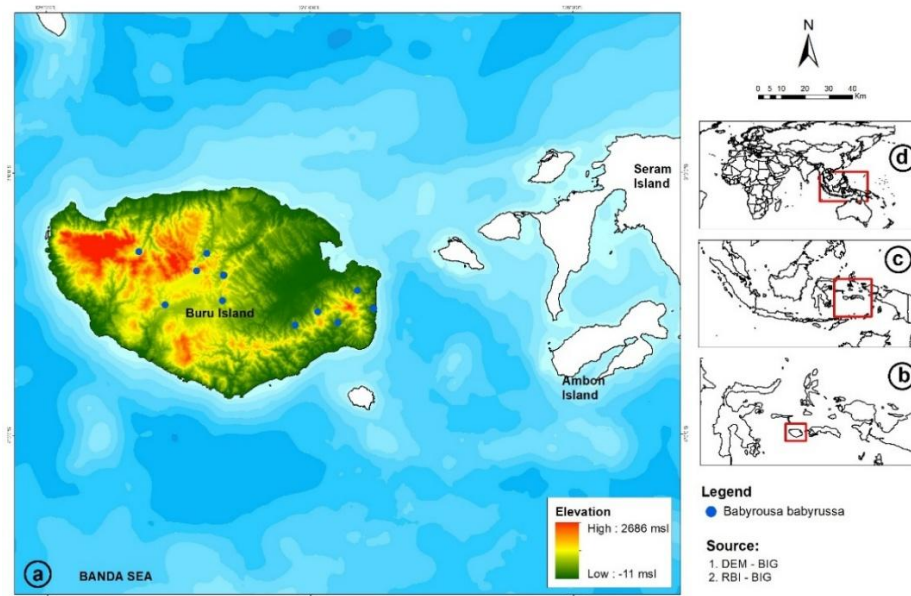 N
0 5 10 20 30 40
Km
Seram
Island
Buru Island
Ambon
Island
Elevation
High : 2686 msl
Low : -11 msl
a
BANDA SEA
d
c
b
Legend
Babyrousa babyrussa
Source:
1. DEM - BIG
2. RBI - BIG